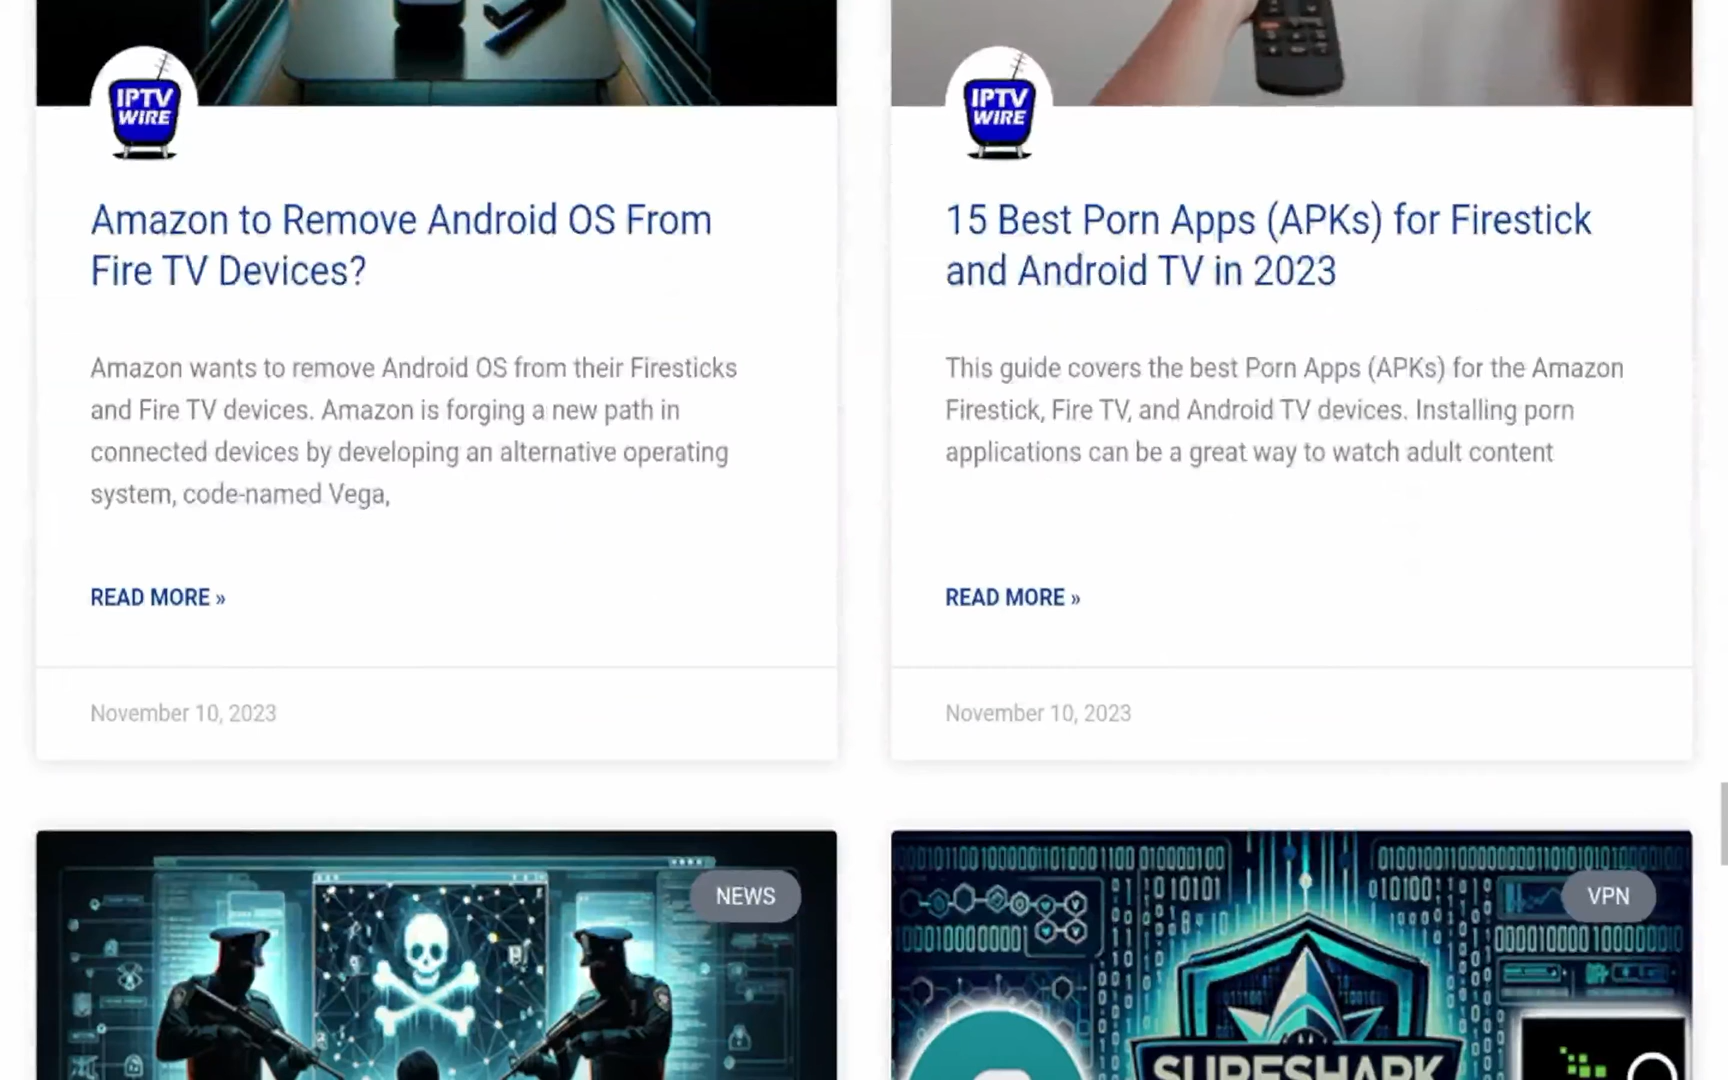 IPTV
WIRE
Amazon to Remove Android OS From
Fire TV Devices?
Amazon wants to remove Android OS from their Firesticks
and Fire TV devices. Amazon is forging a new path in
connected devices by developing an alternative operating
system, code-named Vega,
READ MORE »
November 10, 2023
IPTV
WIRE
15 Best Porn Apps (APKs) for Firestick
and Android TV in 2023
This guide covers the best Porn Apps (APKs) for the Amazon
Firestick, Fire TV, and Android TV devices. Installing porn
applications can be a great way to watch adult content
READ MORE »
November 10, 2023
NEWS
VPN